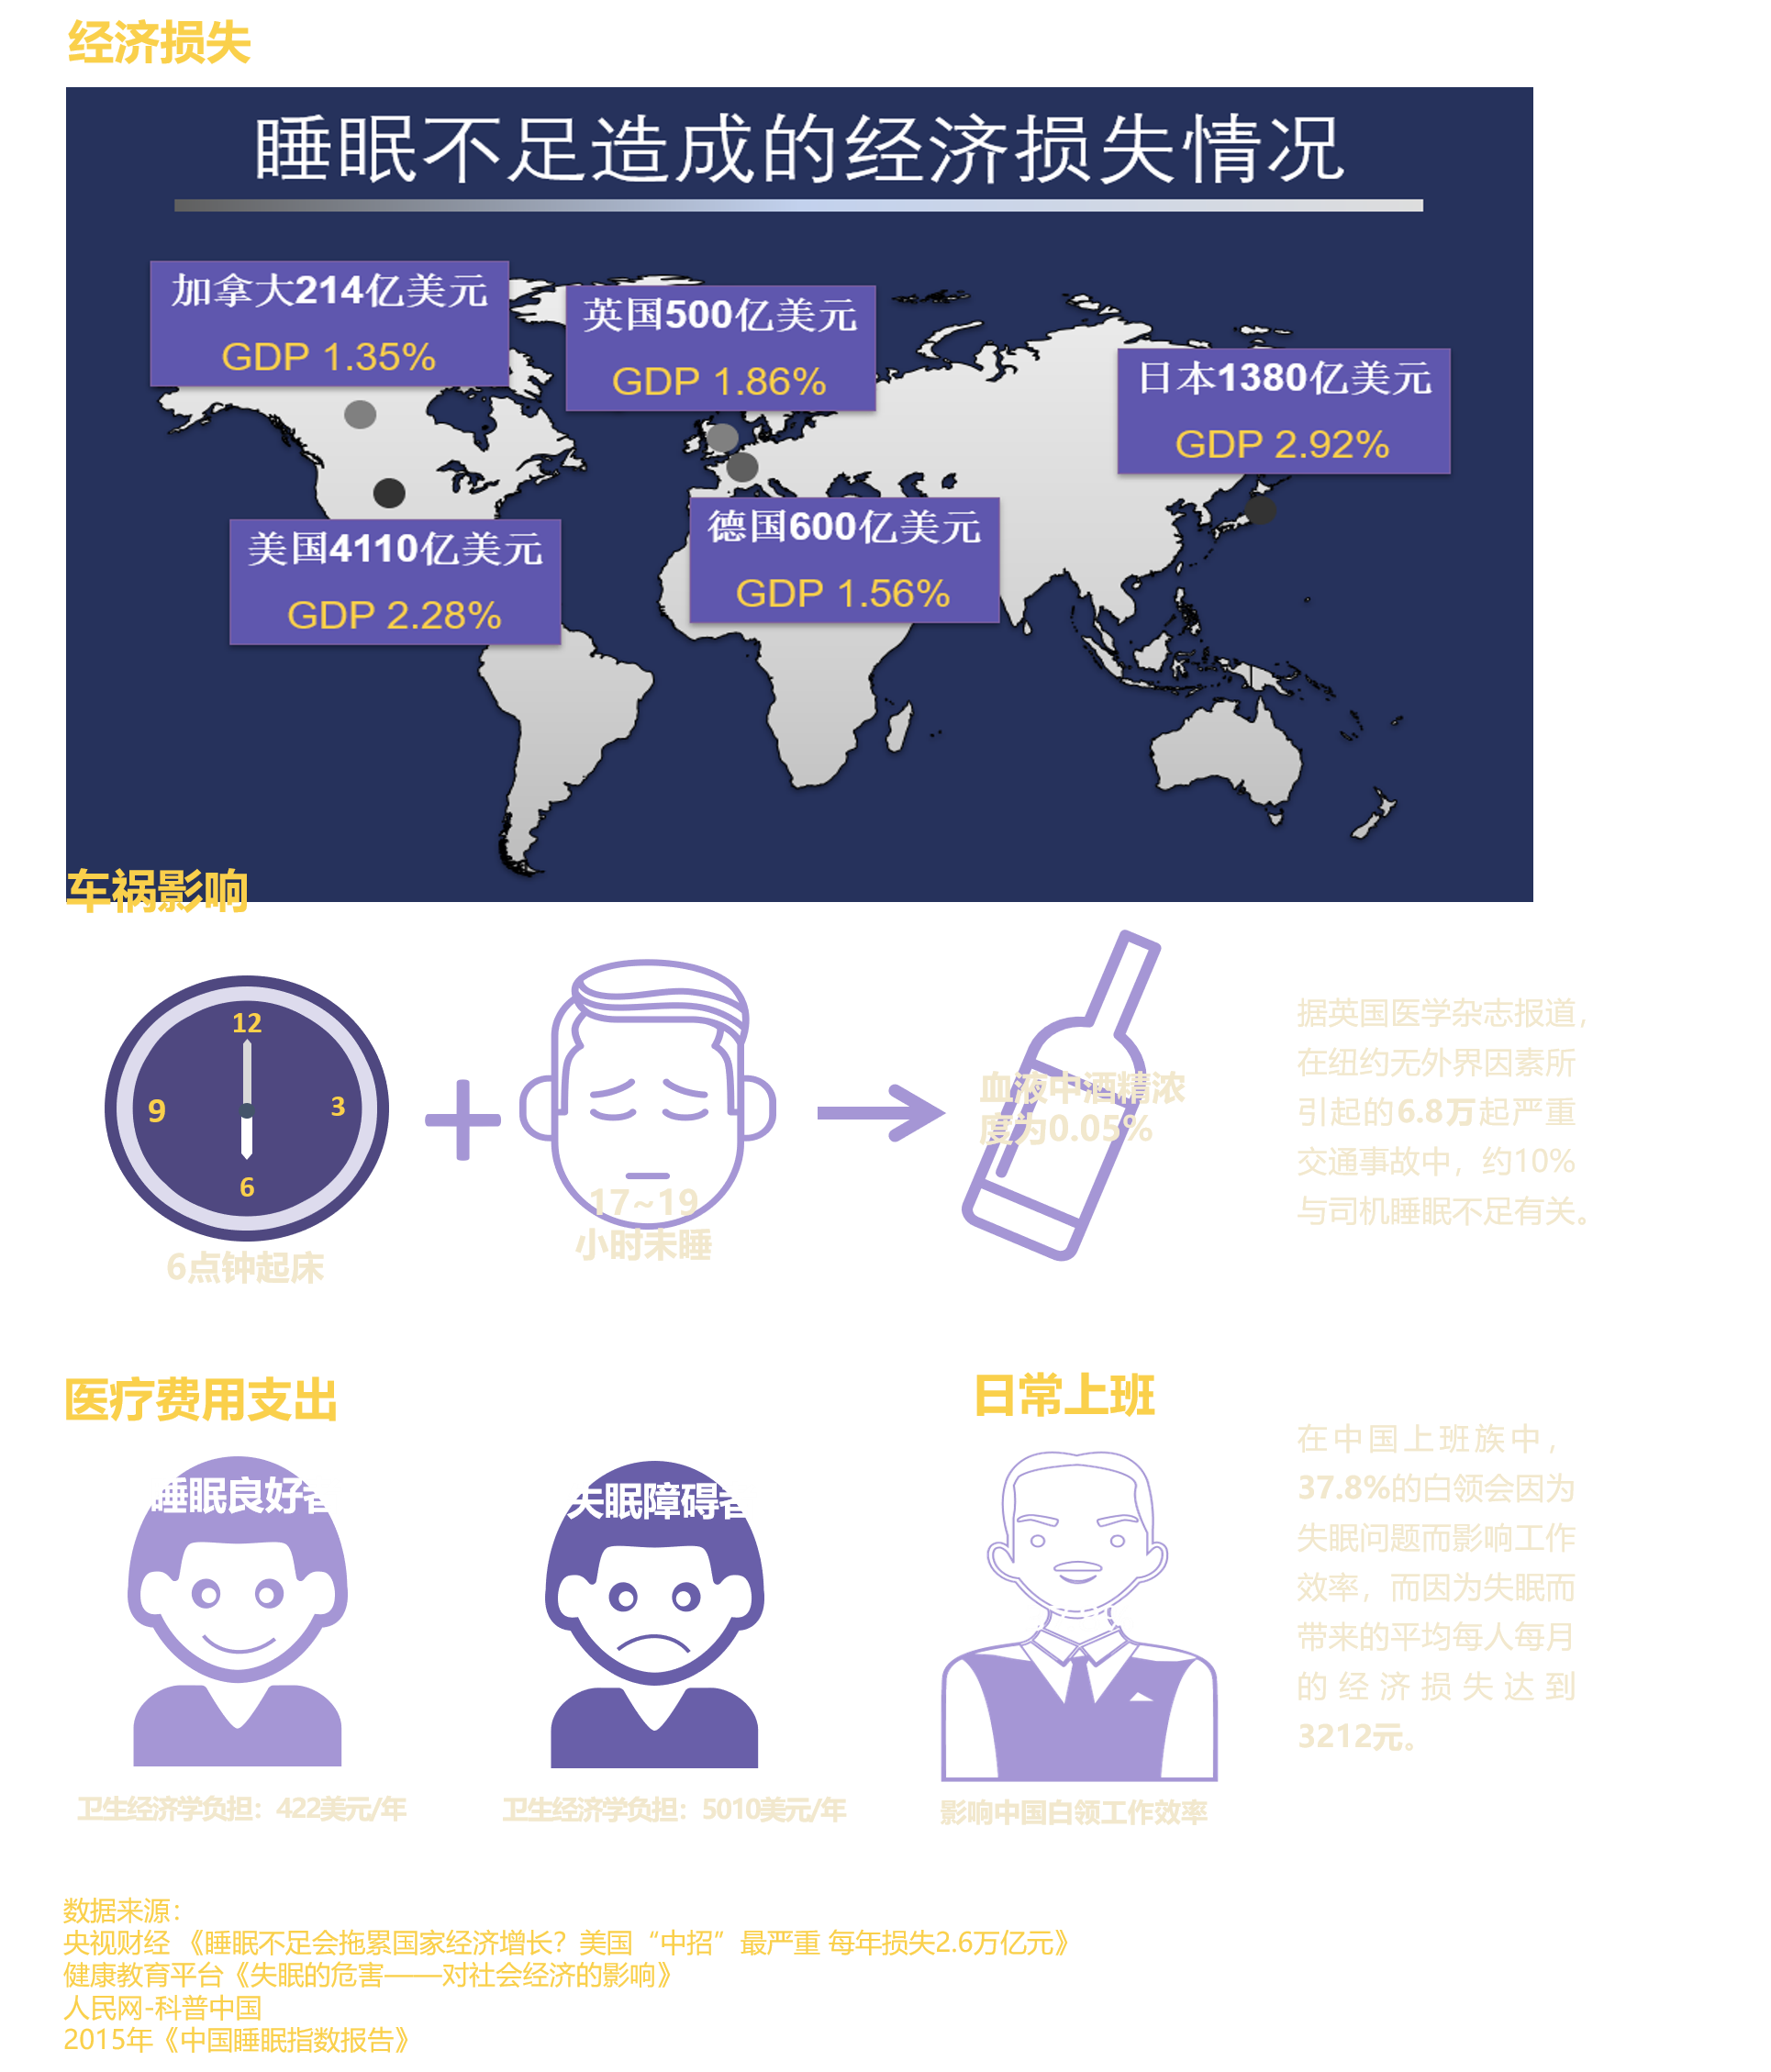 经济损失
睡眠不足造成的经济损失情况
加拿大214亿美元
GDP 1.35%
英国500亿美元
GDP 1.86%
日本1380亿美元
GDP 2.92%
美国4110亿美元
GDP 2.28%
德国600亿美元
GDP 1.56%
车祸影响
12
9
3
6
6点钟起床
17~19
小时未睡
血液中酒精浓
度为0.05%
据英国医学杂志报道，
在纽约无外界因素所
引起的6.8万起严重
交通事故中，约10%
与司机睡眠不足有关。
医疗费用支出
睡眠良好者
失眠障碍者
卫生经济学负担：422美元/年
卫生经济学负担：5010美元/年
日常上班
影响中国白领工作效率
在中国上班族中，
37.8%的白领会因为
失眠问题而影响工作
效率，而因为失眠而
带来的平均每人每月
的经济损失达到
3212元。
数据来源：
央视财经 《睡眠不足会拖累国家经济增长？美国“中招”最严重 每年损失2.6万亿元》
健康教育平台《失眠的危害——对社会经济的影响》
人民网-科普中国
2015年《中国睡眠指数报告》